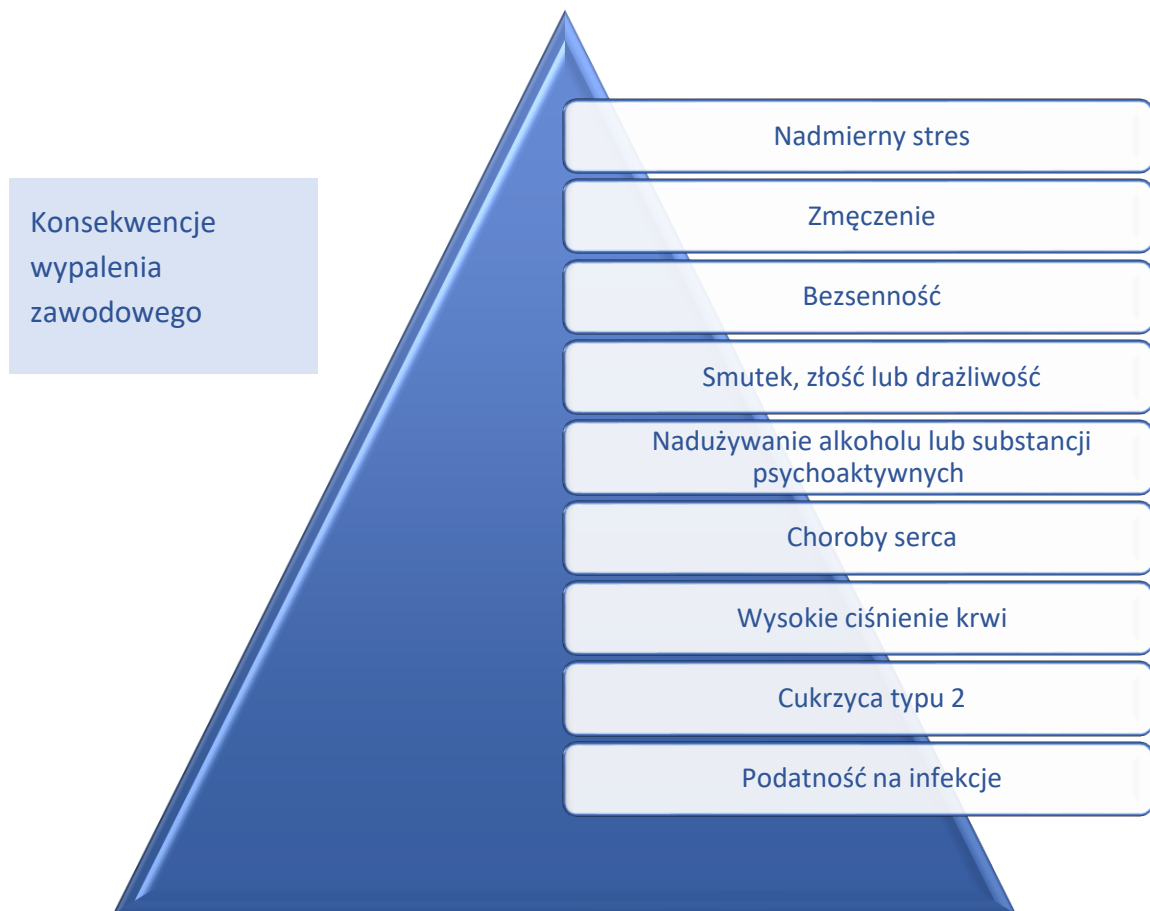 Konsekwencje
wypalenia
zawodowego
Nadmierny stres
Zmęczenie
Bezsenność
Smutek, złość lub drażliwość
Nadużywanie alkoholu lub substancji
psychoaktywnych
Choroby serca
Wysokie ciśnienie krwi
Cukrzyca typu 2
Podatność na infekcje